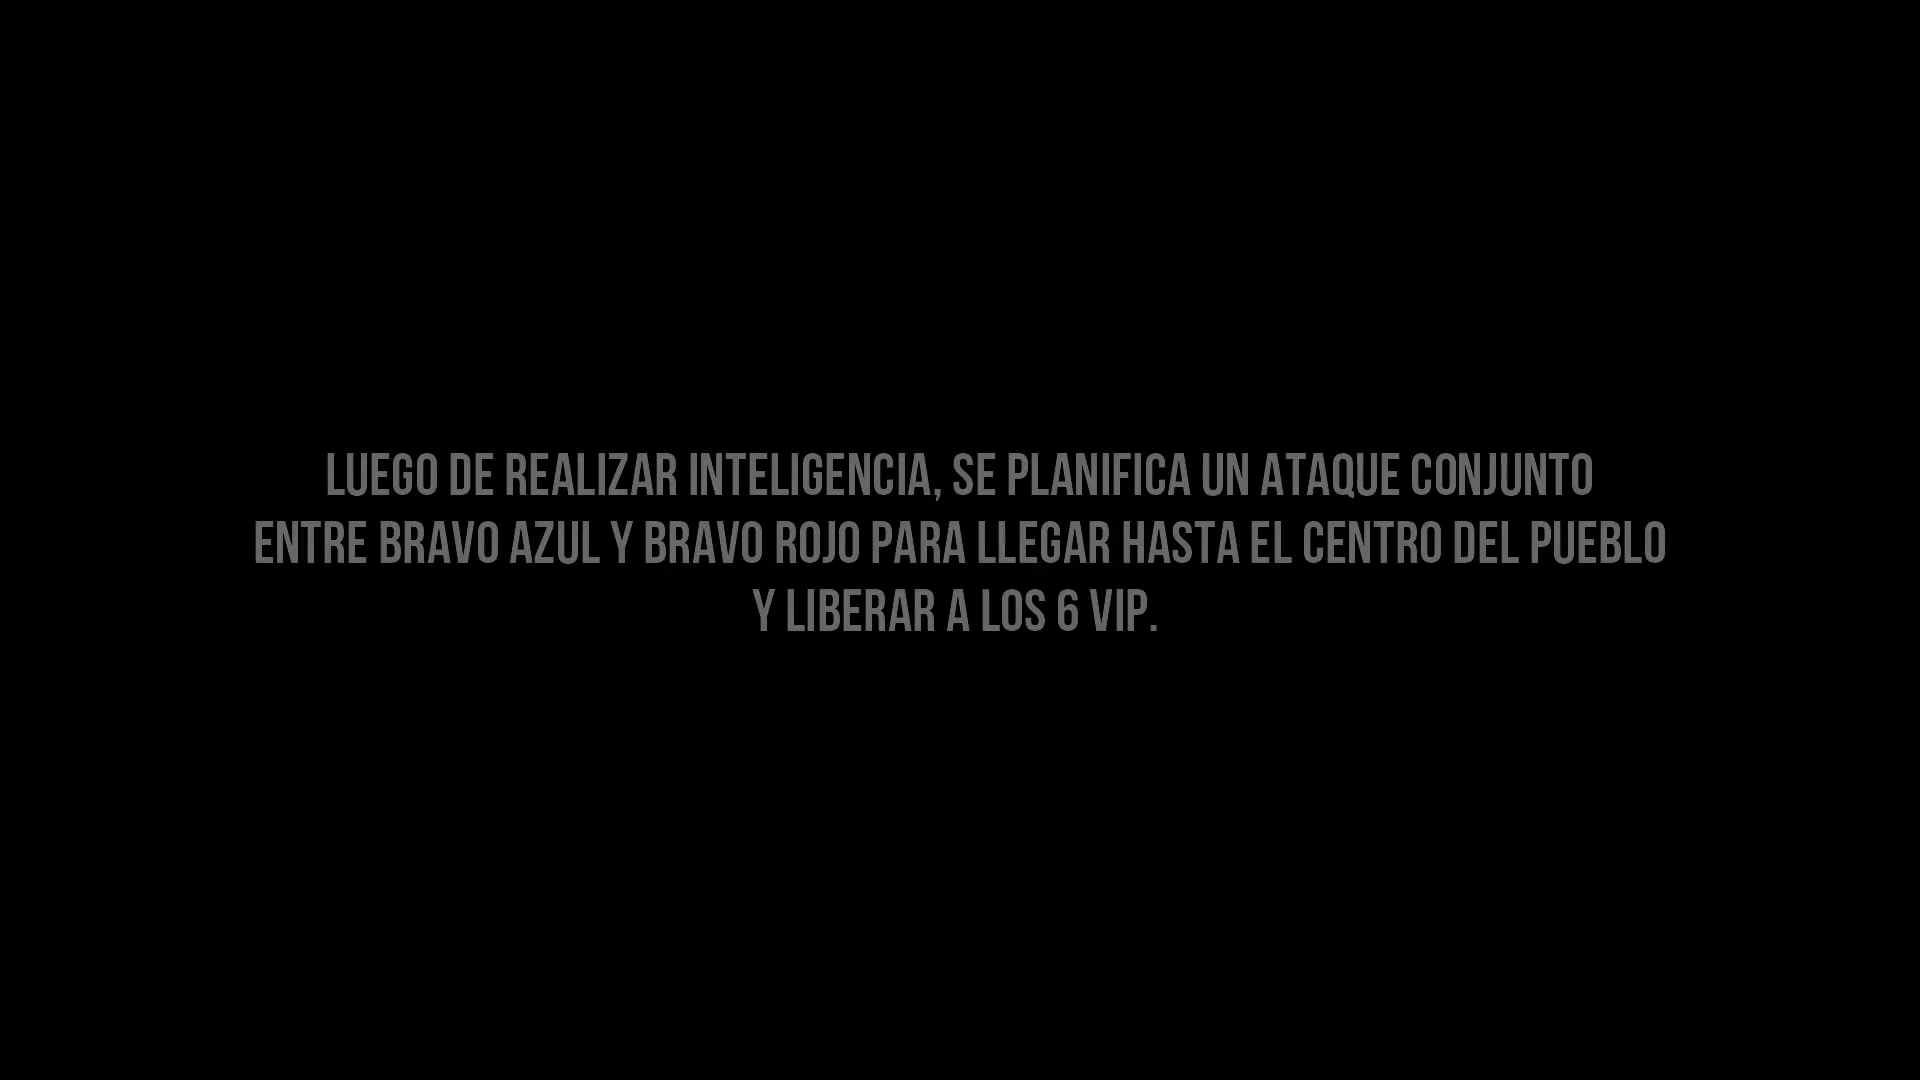 LUEGO DE REALIZAR INTELIGENCIA, SE PLANIFICA UN ATAQUE CONJUNTO
ENTRE BRAVO AZUL Y BRAVO ROJO PARA LLEGAR HASTA EL CENTRO DEL PUEBLO
Y LIBERAR A LOS 6 VIP.